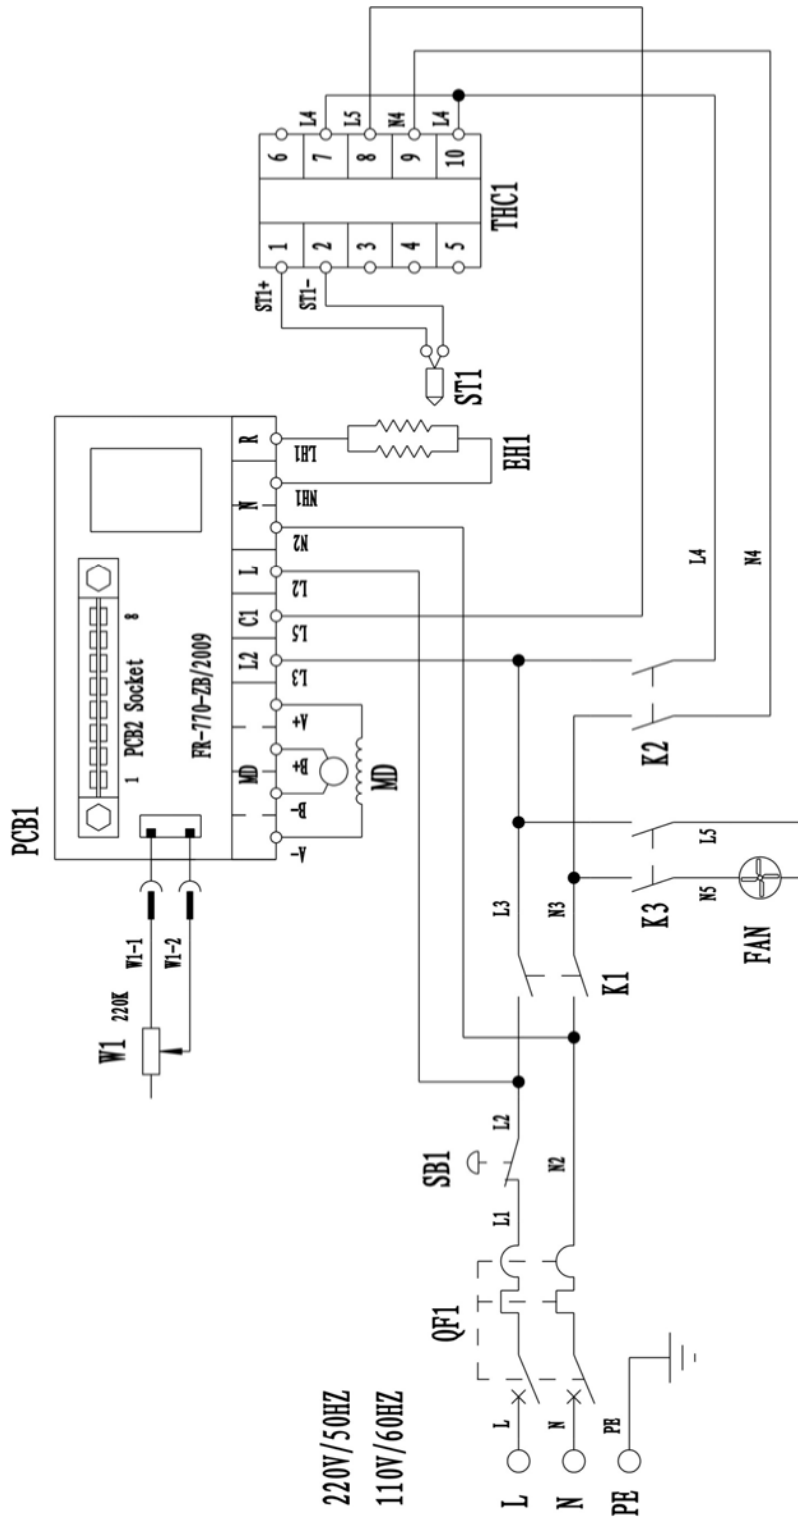 PCB1
1 PCB2 Socket 8
FR-770-ZB/2009
W1
220K
W1-1
W1-2
MD
L2
C1
L
N
R
A-
B-
B+
A+
L3
L5
L2
N2
NH1
LH1
MD
EH1
ST1
ST1+
ST1-
1
2
3
4
5
6
7
8
9
10
L4
L5
N4
L4
THC1
220V/50HZ
110V/60HZ
L
N
PE
L
N
PE
QF1
L1
SB1
L2
N2
K1
L3
N3
K3
N5
L5
FAN
K2
L4
N4